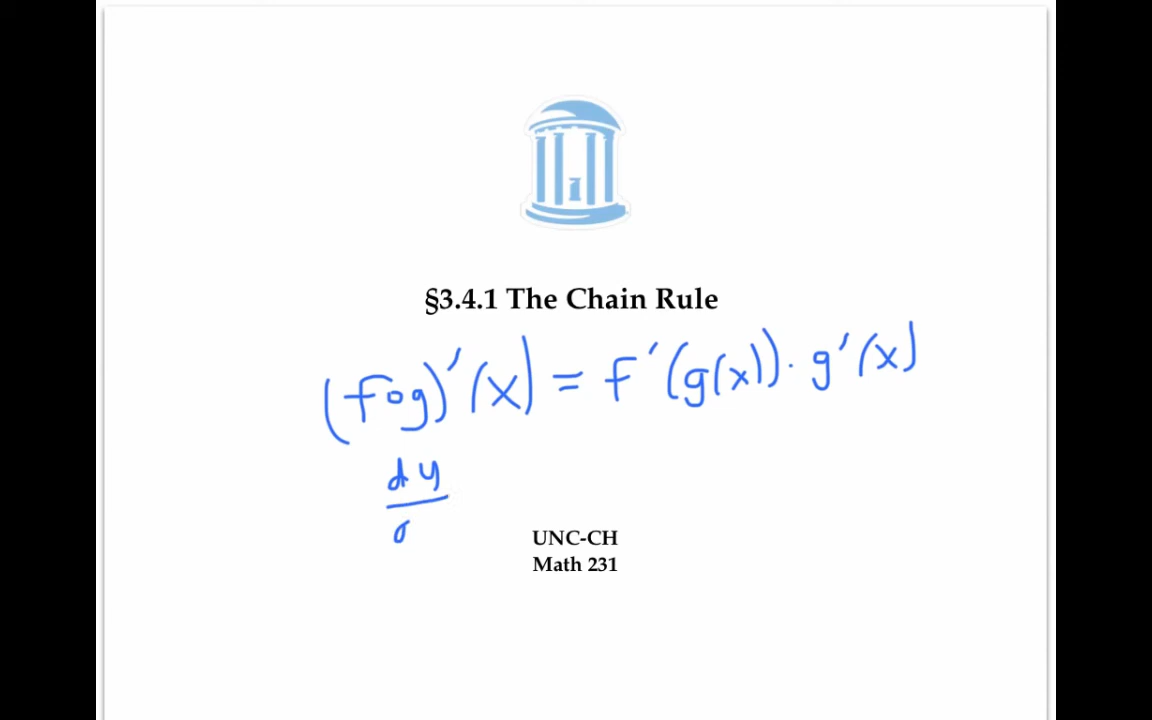 §3.4.1 The Chain Rule
(f∘g)′(x) = f′(g(x))·g′(x)
dy
UNC-CH
Math 231